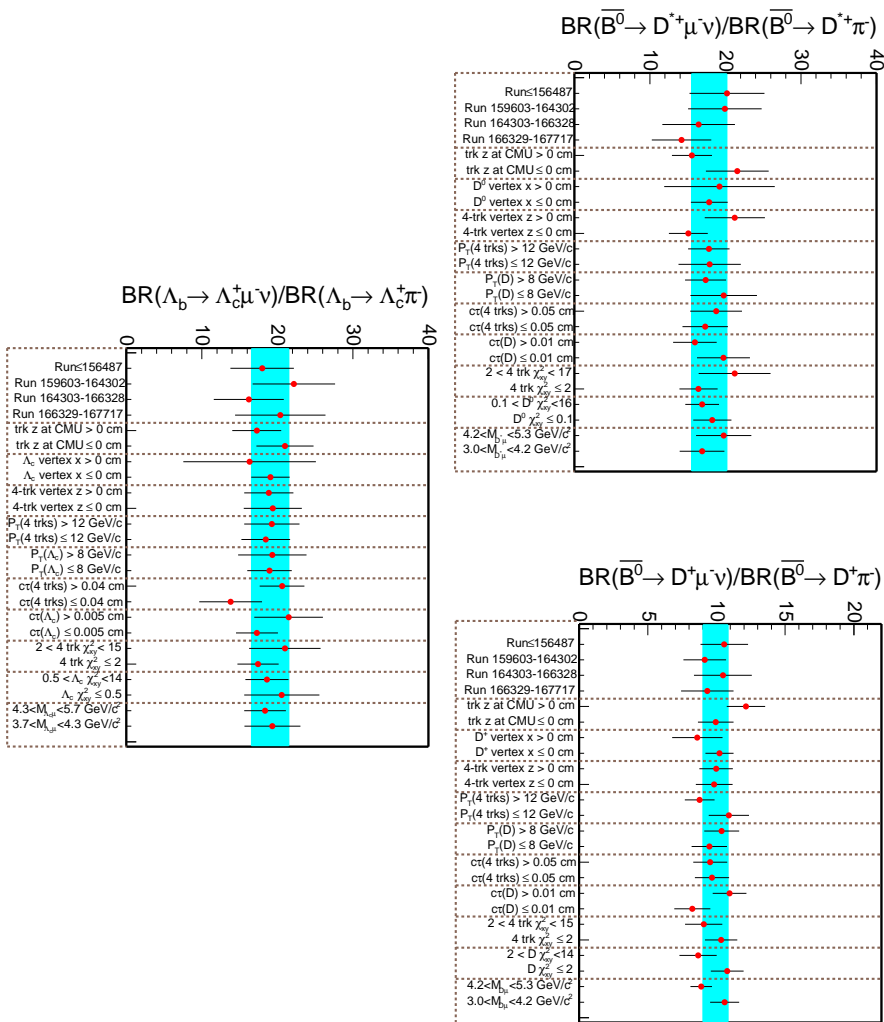 BR(B⁰→ D*⁺μ⁻ν)/BR(B⁰→ D*⁺π⁻)
0
10
20
30
40
Run≤156487
Run 159603-164302
Run 164303-166328
Run 166329-167717
trk z at CMU > 0 cm
trk z at CMU ≤ 0 cm
D⁰ vertex x > 0 cm
D⁰ vertex x ≤ 0 cm
4-trk vertex z > 0 cm
4-trk vertex z ≤ 0 cm
P_T(4 trks) > 12 GeV/c
P_T(4 trks) ≤ 12 GeV/c
P_T(D) > 8 GeV/c
P_T(D) ≤ 8 GeV/c
cτ(4 trks) > 0.05 cm
cτ(4 trks) ≤ 0.05 cm
cτ(D) > 0.01 cm
cτ(D) ≤ 0.01 cm
2 < 4 trk χ²_xy < 17
4 trk χ²_xy ≤ 2
0.1 < D⁰ χ²_xy <16
D⁰ χ²_xy ≤ 0.1
4.2<M_D*μ<5.3 GeV/c²
3.0<M_D*μ<4.2 GeV/c²
BR(Λ_b→ Λ_c⁺μ⁻ν)/BR(Λ_b→ Λ_c⁺π⁻)
0
10
20
30
40
Run≤156487
Run 159603-164302
Run 164303-166328
Run 166329-167717
trk z at CMU > 0 cm
trk z at CMU ≤ 0 cm
Λ_c vertex x > 0 cm
Λ_c vertex x ≤ 0 cm
4-trk vertex z > 0 cm
4-trk vertex z ≤ 0 cm
P_T(4 trks) > 12 GeV/c
P_T(4 trks) ≤ 12 GeV/c
P_T(Λ_c) > 8 GeV/c
P_T(Λ_c) ≤ 8 GeV/c
cτ(4 trks) > 0.04 cm
cτ(4 trks) ≤ 0.04 cm
cτ(Λ_c) > 0.005 cm
cτ(Λ_c) ≤ 0.005 cm
2 < 4 trk χ²_xy < 15
4 trk χ²_xy ≤ 2
0.5 < Λ_c χ²_xy <14
Λ_c χ²_xy ≤ 0.5
4.3<M_Λcμ<5.7 GeV/c²
3.7<M_Λcμ<4.3 GeV/c²
BR(B⁰→ D⁺μ⁻ν)/BR(B⁰→ D⁺π⁻)
0
5
10
15
20
Run≤156487
Run 159603-164302
Run 164303-166328
Run 166329-167717
trk z at CMU > 0 cm
trk z at CMU ≤ 0 cm
D⁺ vertex x > 0 cm
D⁺ vertex x ≤ 0 cm
4-trk vertex z > 0 cm
4-trk vertex z ≤ 0 cm
P_T(4 trks) > 12 GeV/c
P_T(4 trks) ≤ 12 GeV/c
P_T(D) > 8 GeV/c
P_T(D) ≤ 8 GeV/c
cτ(4 trks) > 0.05 cm
cτ(4 trks) ≤ 0.05 cm
cτ(D) > 0.01 cm
cτ(D) ≤ 0.01 cm
2 < 4 trk χ²_xy < 15
4 trk χ²_xy ≤ 2
2 < D χ²_xy <14
D χ²_xy ≤ 2
4.2<M_Dμ<5.3 GeV/c²
3.0<M_Dμ<4.2 GeV/c²